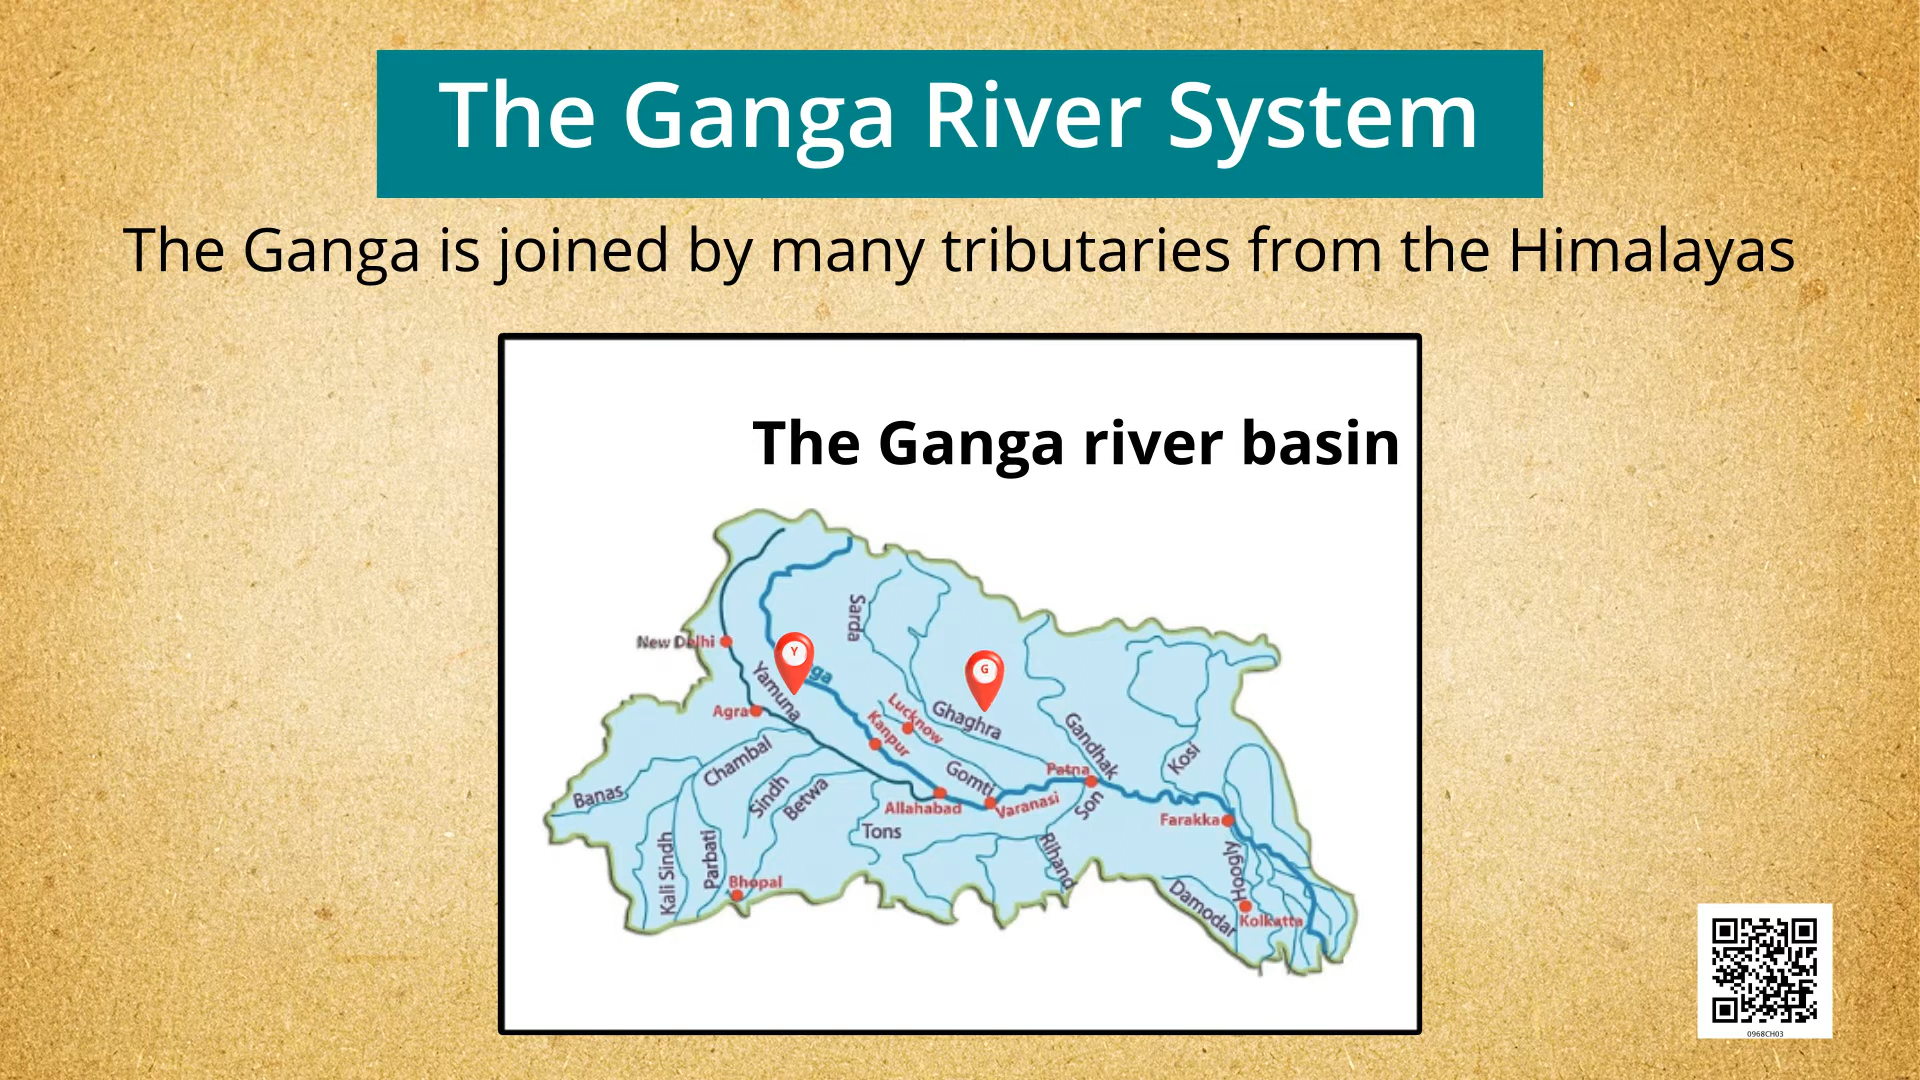 The Ganga River System
The Ganga is joined by many tributaries from the Himalayas
The Ganga river basin
Sarda
New Delhi
Y
ga
G
Yamuna
Agra
Lucknow
Kanpur
Ghaghra
Gandhak
Chambal
Kosi
Banas
Sindh
Betwa
Gomti
Patna
Allahabad
Varanasi
Son
Farakka
Tons
Kali Sindh
Parbati
Rihand
Hoogly
Bhopal
Damodar
Kolkatta
0968CH03